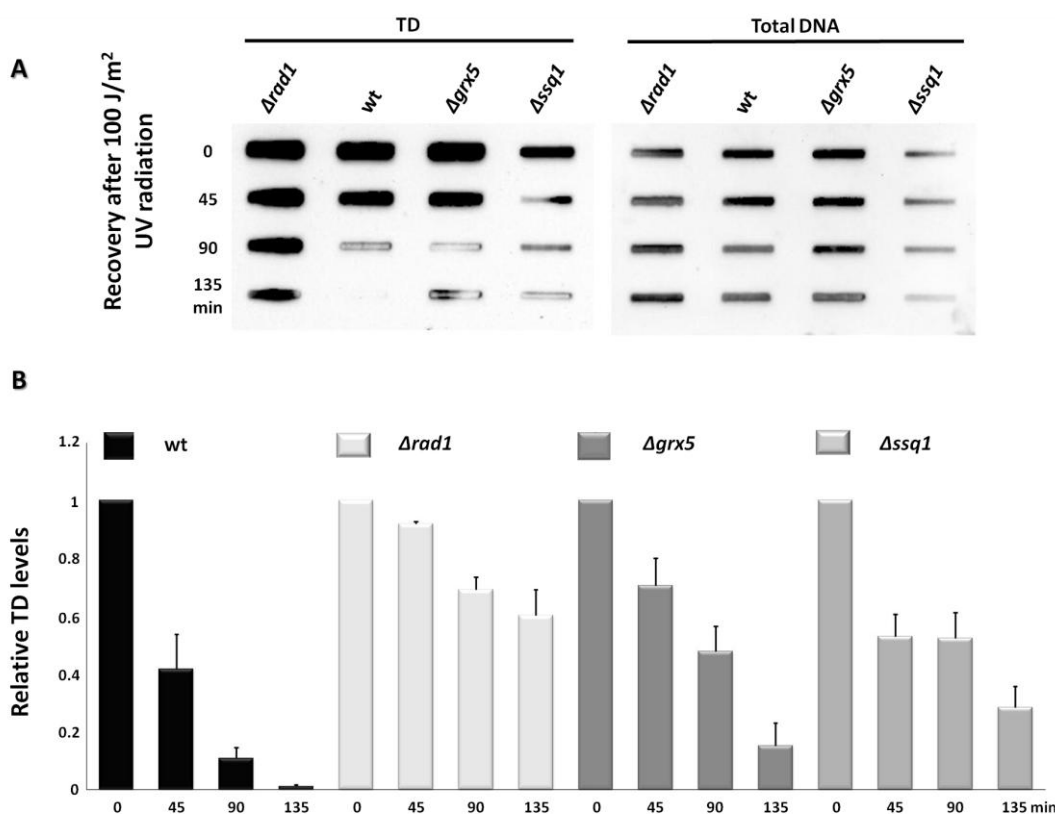 TD Total DNA
A
Δrad1 wt Δgrx5 Δssq1 Δrad1 wt Δgrx5 Δssq1
Recovery after 100 J/m²
UV radiation
0
45
90
135
min
B
wt Δrad1 Δgrx5 Δssq1
Relative TD levels
1.2
1
0.8
0.6
0.4
0.2
0
0 45 90 135 0 45 90 135 0 45 90 135 0 45 90 135 min